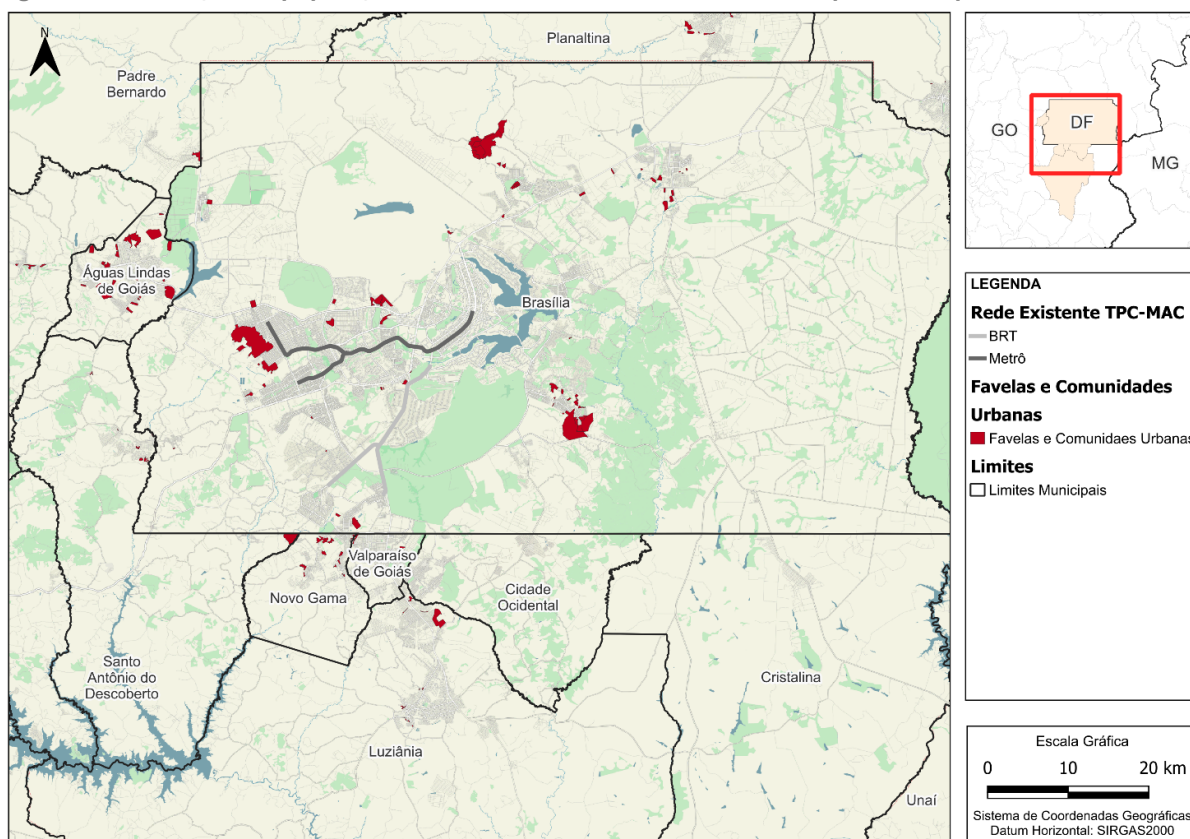 N
Planaltina
Padre
Bernardo
Águas Lindas
de Goiás
Brasília
Valparaíso
de Goiás
Novo Gama
Cidade
Ocidental
Santo
Antônio do
Descoberto
Cristalina
Luziânia
Unaí
GO
DF
MG
LEGENDA
Rede Existente TPC-MAC
BRT
Metrô
Favelas e Comunidades
Urbanas
Favelas e Comunidaes Urbanas
Limites
Limites Municipais
Escala Gráfica
0 10 20 km
Sistema de Coordenadas Geográficas
Datum Horizontal: SIRGAS2000